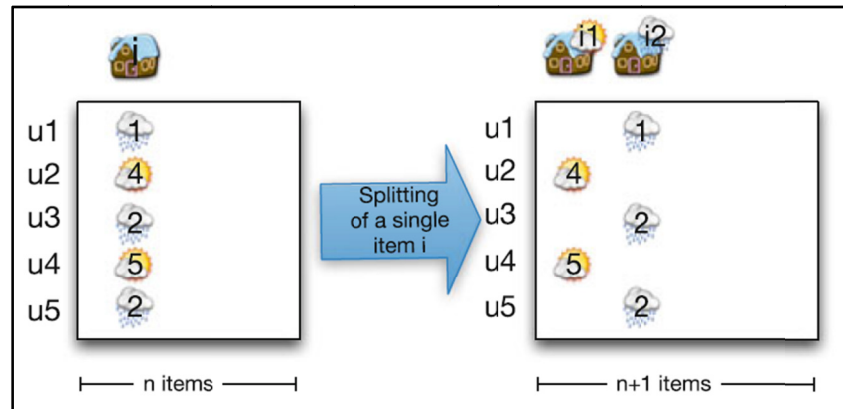 i
i1 i2
u1 1
u2 4
u3 2
u4 5
u5 2
n items
Splitting
of a single
item i
u1 1
u2 4
u3 2
u4 5
u5 2
n+1 items